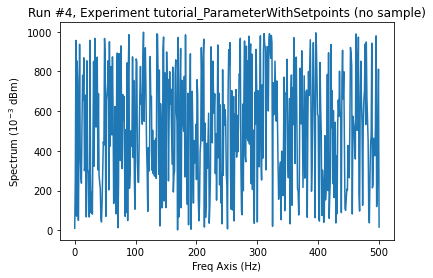 Run #4, Experiment tutorial_ParameterWithSetpoints (no sample)
1000
800
600
400
200
0
Spectrum (10⁻³ dBm)
0 100 200 300 400 500
Freq Axis (Hz)